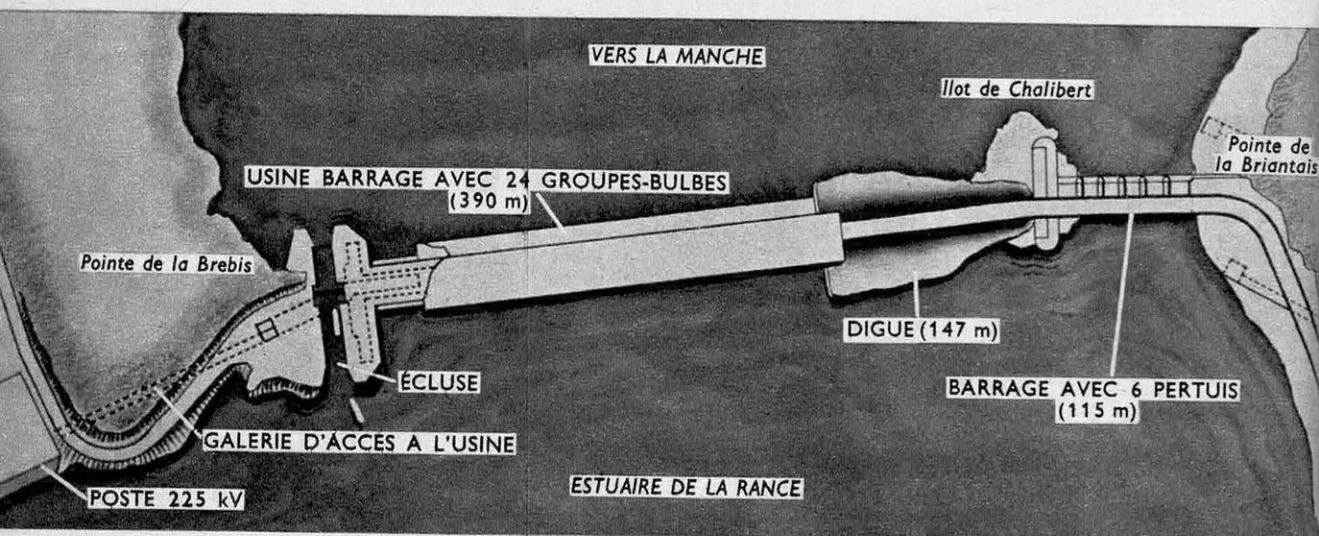 VERS LA MANCHE
Ilot de Chalibert
Pointe de
la Briantais
USINE BARRAGE AVEC 24 GROUPES-BULBES
(390 m)
Pointe de la Brebis
DIGUE (147 m)
ÉCLUSE
BARRAGE AVEC 6 PERTUIS
(115 m)
GALERIE D'ACCÈS A L'USINE
POSTE 225 kV
ESTUAIRE DE LA RANCE